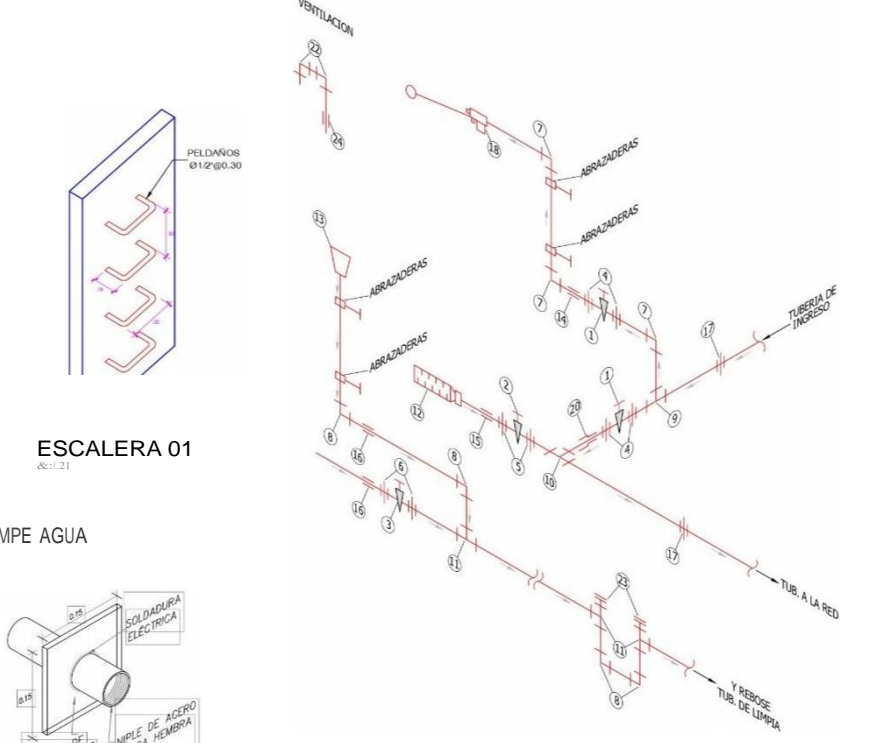 VENTILACION
22
24
PELDAÑOS
Ø1/2"@0.30
7
18
ABRAZADERAS
ABRAZADERAS
13
ABRAZADERAS
ABRAZADERAS
4
7
14
1
7
17
TUBERIA DE
INGRESO
2
1
12
20
9
15
5
4
10
8
16
8
6
16
3
11
17
TUB. A LA RED
23
11
8
Y REBOSE
TUB. DE LIMPIA
ESCALERA 01
MPE AGUA
0.15
SOLDADURA
ELÉCTRICA
0.15
NIPLE DE ACERO
HEMBRA
DE